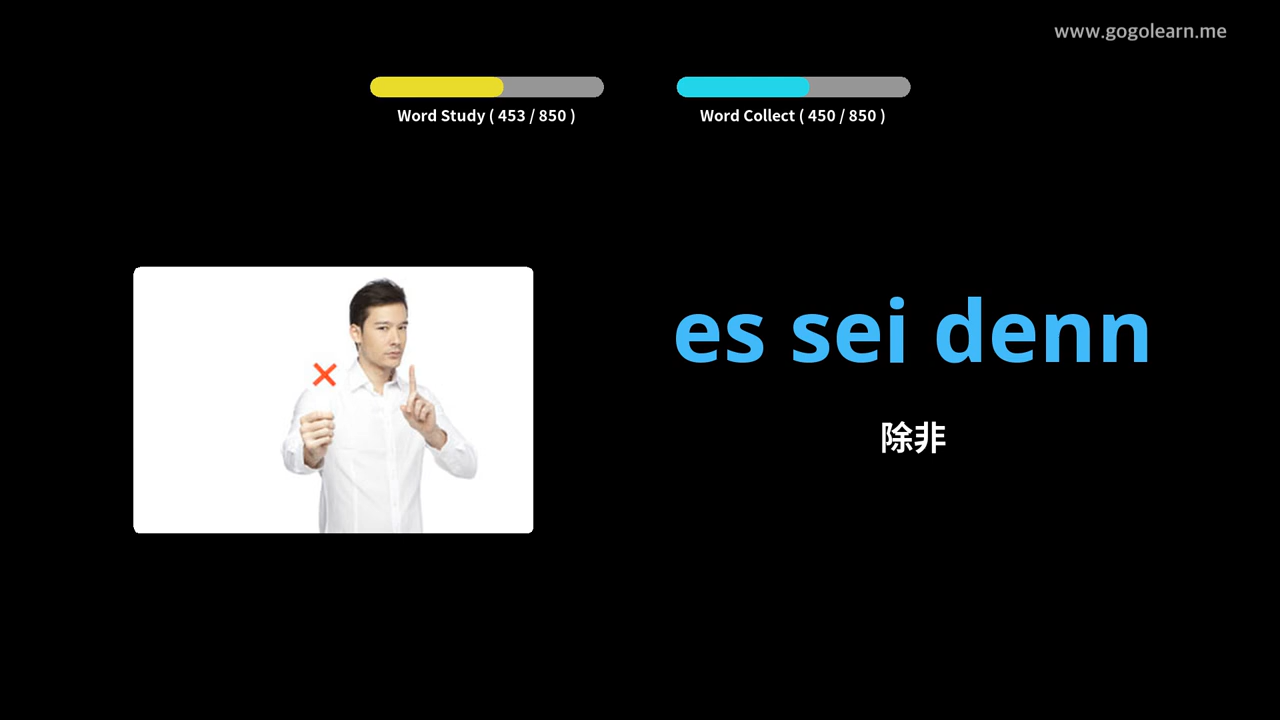 www.gogolearn.me
Word Study ( 453 / 850 )
Word Collect ( 450 / 850 )
es sei denn
除非